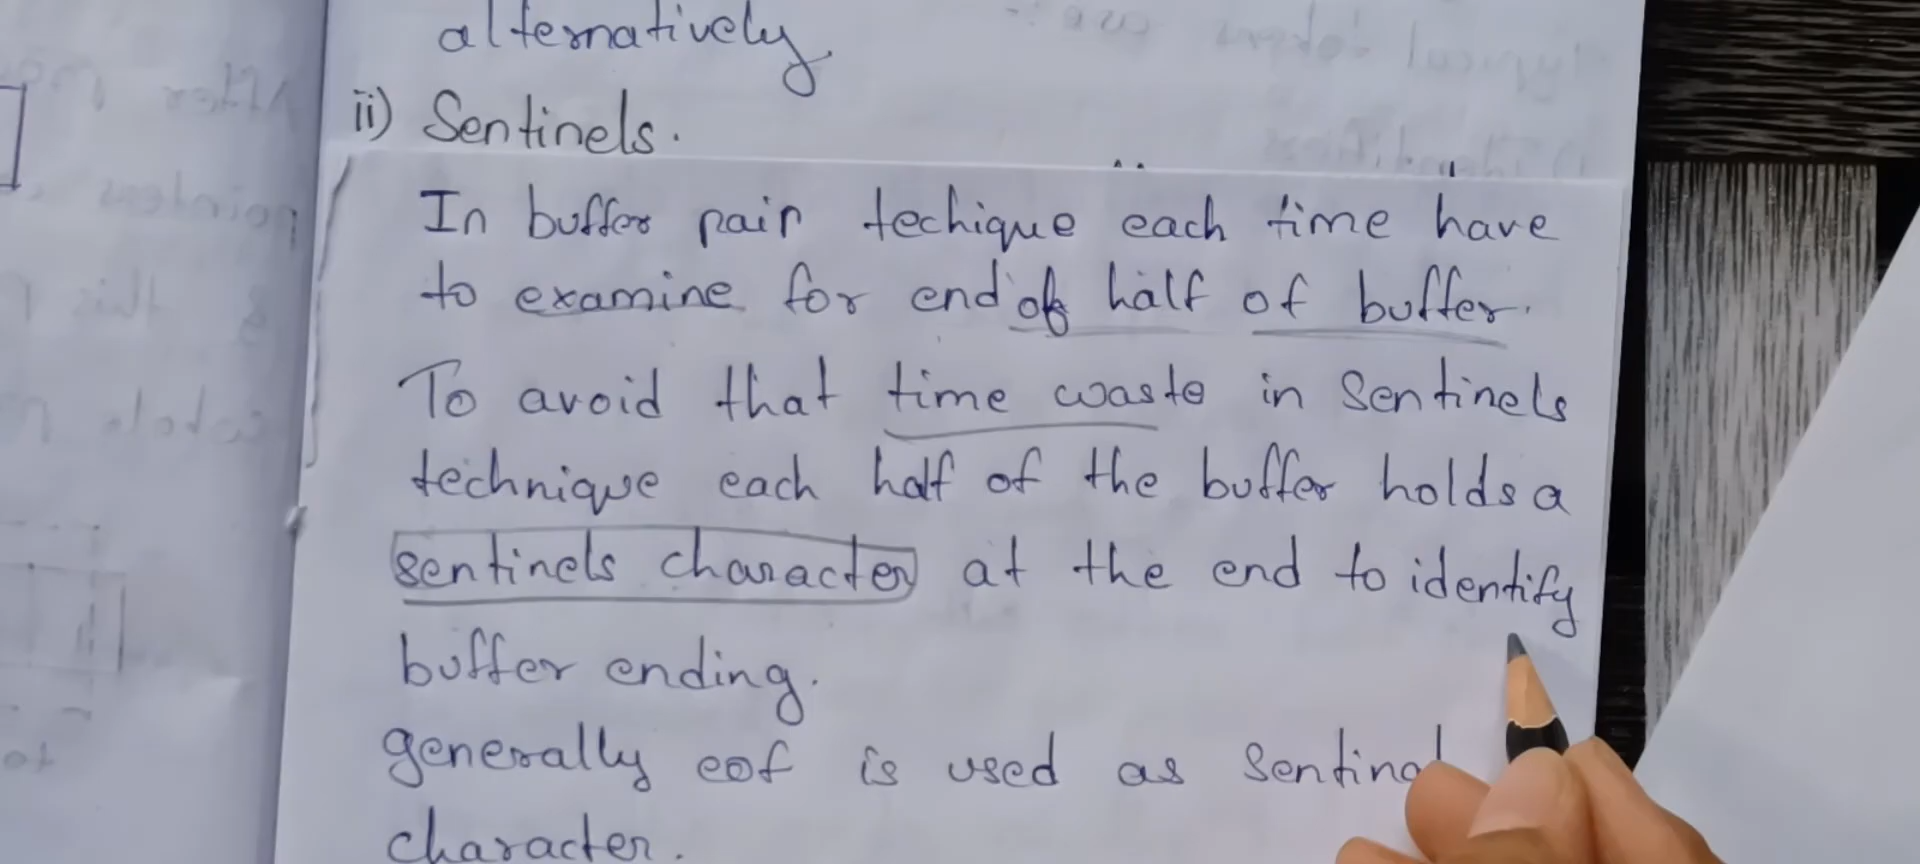 alternatively
ii) Sentinels.
In buffer pair techique each time have
to examine for end of half of buffer.
To avoid that time waste in Sentinels
technique each half of the buffer holds a
sentinels character at the end to identify
buffer ending.
generally eof is used as Sentinal
character.